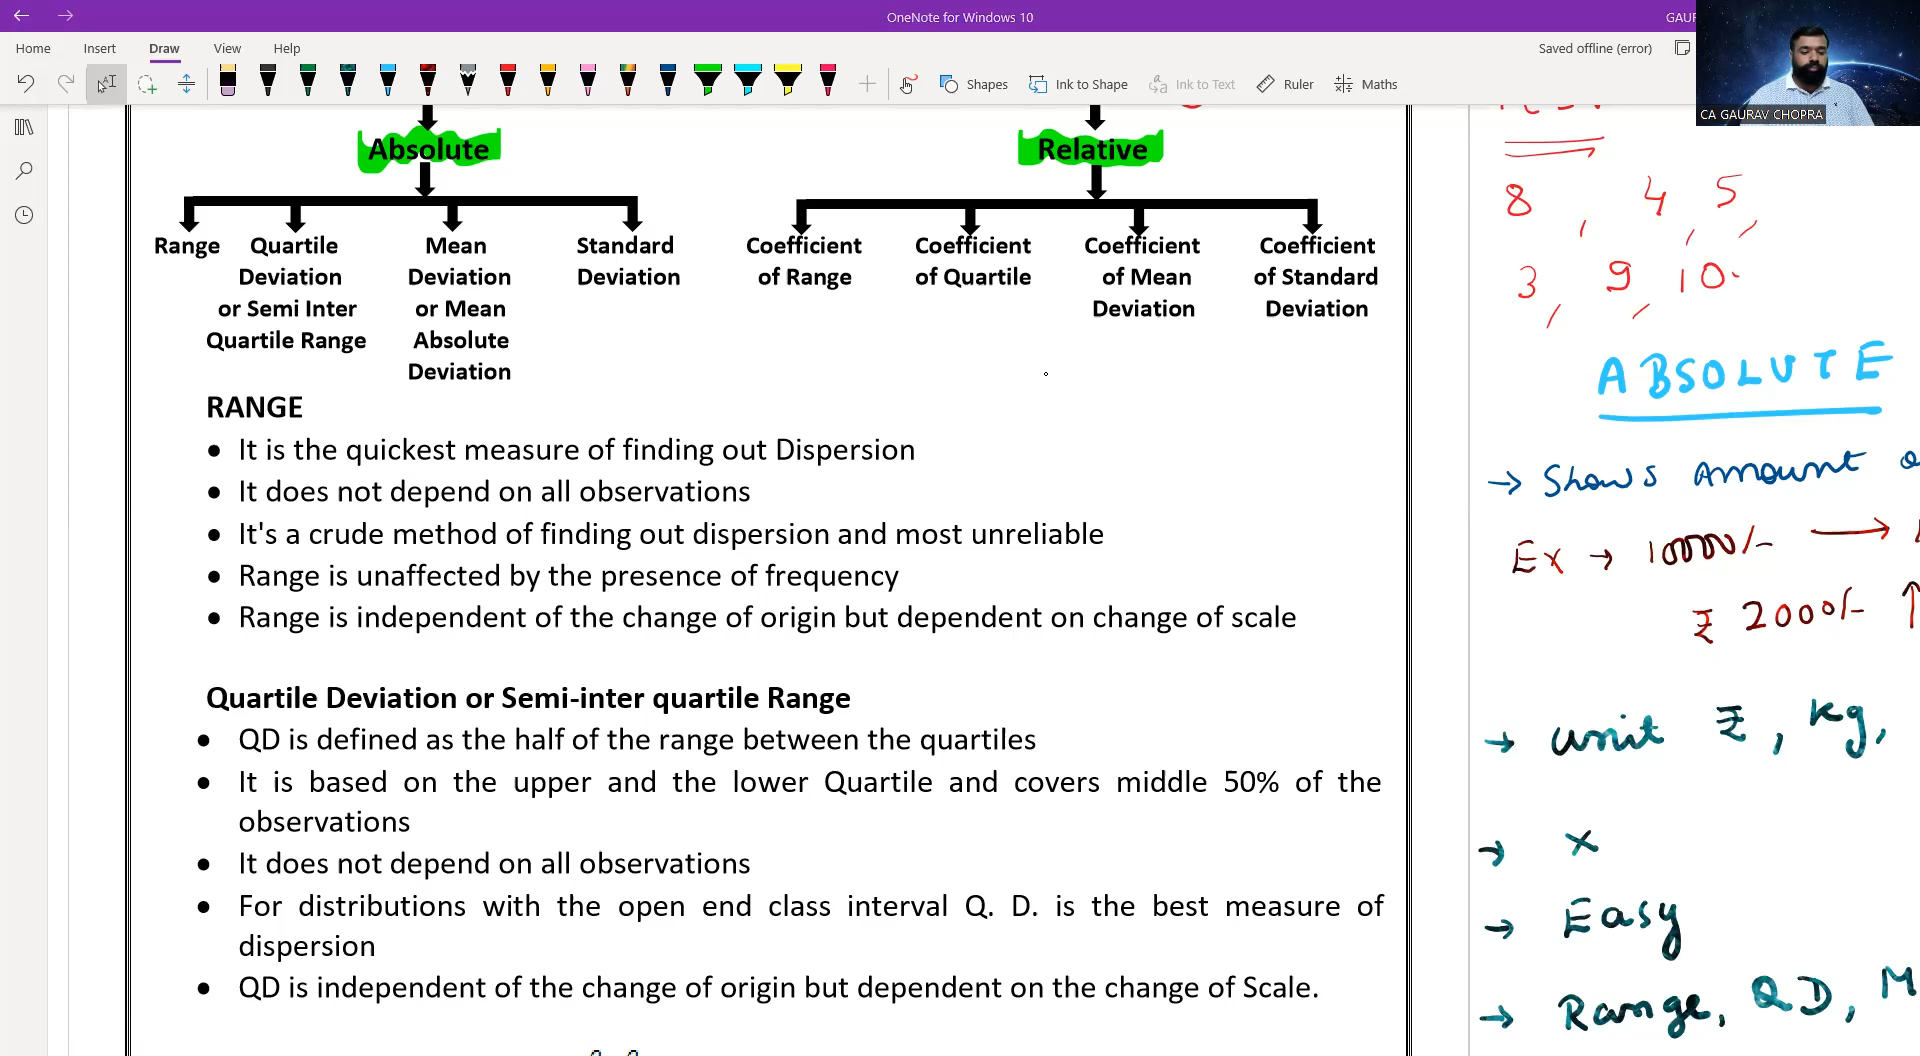 OneNote for Windows 10
Home Insert Draw View Help
Saved offline (error)
Shapes Ink to Shape Ink to Text Ruler Maths
CA GAURAV CHOPRA
Absolute Relative
Range Quartile Deviation or Semi Inter Quartile Range
Mean Deviation or Mean Absolute Deviation
Standard Deviation
Coefficient of Range
Coefficient of Quartile
Coefficient of Mean Deviation
Coefficient of Standard Deviation
RANGE
• It is the quickest measure of finding out Dispersion
• It does not depend on all observations
• It's a crude method of finding out dispersion and most unreliable
• Range is unaffected by the presence of frequency
• Range is independent of the change of origin but dependent on change of scale
Quartile Deviation or Semi-inter quartile Range
• QD is defined as the half of the range between the quartiles
• It is based on the upper and the lower Quartile and covers middle 50% of the
observations
• It does not depend on all observations
• For distributions with the open end class interval Q. D. is the best measure of
dispersion
• QD is independent of the change of origin but dependent on the change of Scale.
8, 4, 5,
3, 9, 10.
ABSOLUTE
→ Shows Amount
Ex → 10000/- →
₹ 2000/- ↑
→ unit ₹, kg,
→ X
→ Easy
→ Range, QD, M